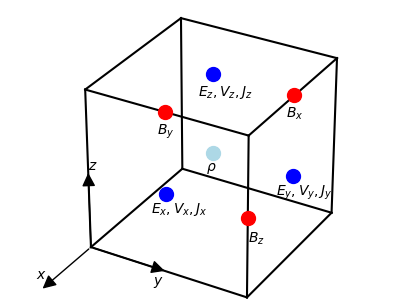 E_z, V_z, J_z
B_x
B_y
z
ρ
E_y, V_y, J_y
E_x, V_x, J_x
B_z
x
y